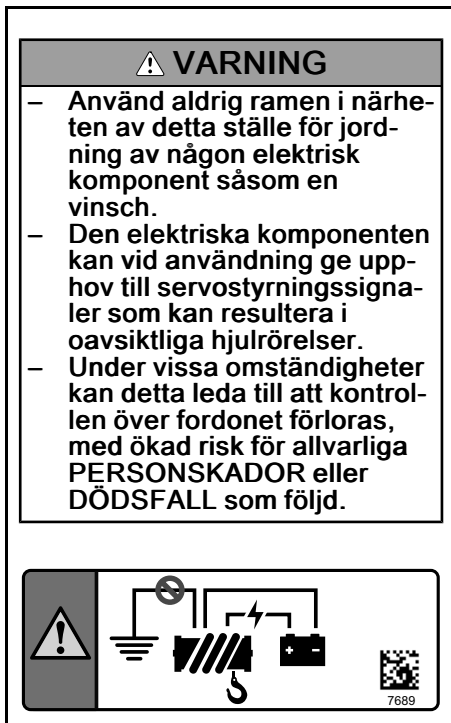 ⚠ VARNING
– Använd aldrig ramen i närhe-
ten av detta ställe för jord-
ning av någon elektrisk
komponent såsom en
vinsch.
– Den elektriska komponenten
kan vid användning ge upp-
hov till servostyrningssigna-
ler som kan resultera i
oavsiktliga hjulrörelser.
– Under vissa omständigheter
kan detta leda till att kontrol-
len över fordonet förloras,
med ökad risk för allvarliga
PERSONSKADOR eller
DÖDSFALL som följd.
7689